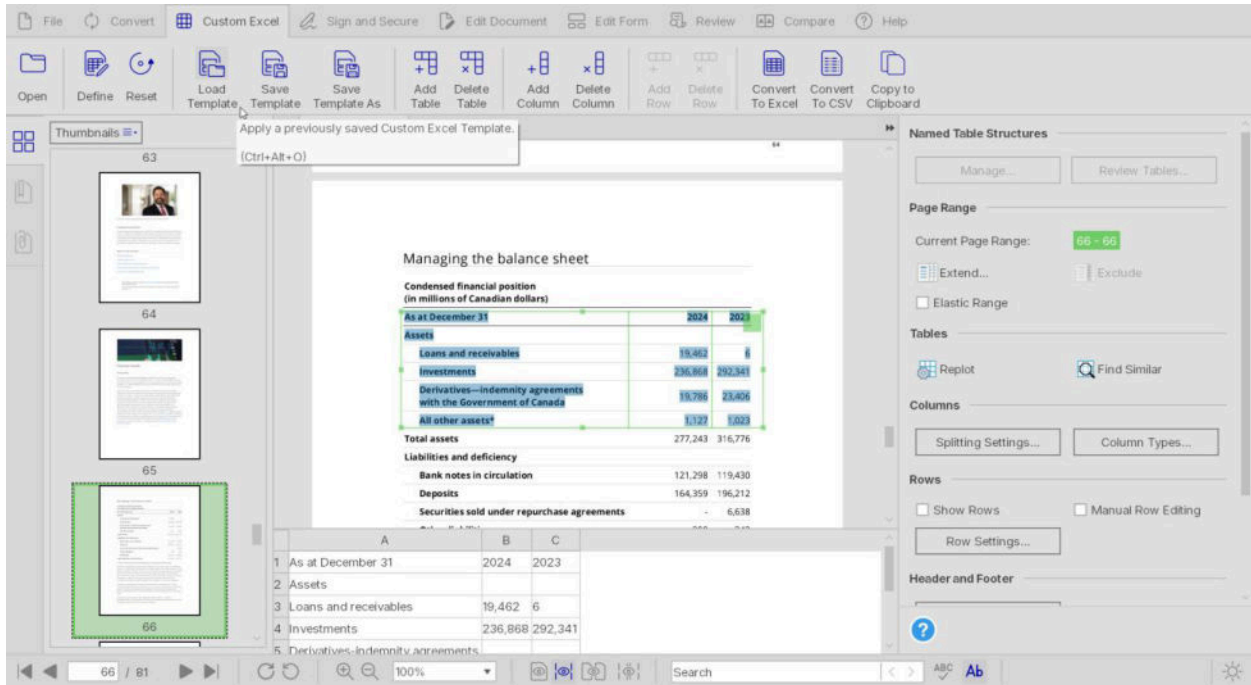 File Convert Custom Excel Sign and Secure Edit Document Edit Form Review Compare Help
Open Define Reset Load Template Save Template Save Template As Add Table Delete Table Add Column Delete Column Add Row Delete Row Convert To Excel Convert To CSV Copy to Clipboard
Apply a previously saved Custom Excel Template.
(Ctrl+Alt+O)
Thumbnails
63
64
65
66
64
Managing the balance sheet
Condensed financial position
(in millions of Canadian dollars)
As at December 31 2024 2023
Assets
Loans and receivables 19,462 6
Investments 236,868 292,341
Derivatives—indemnity agreements
with the Government of Canada 19,786 23,406
All other assets* 1,127 1,023
Total assets 277,243 316,776
Liabilities and deficiency
Bank notes in circulation 121,298 119,430
Deposits 164,359 196,212
Securities sold under repurchase agreements - 6,638
A B C
1 As at December 31 2024 2023
2 Assets
3 Loans and receivables 19,462 6
4 Investments 236,868 292,341
5 Derivatives-indemnity agreements
Named Table Structures
Manage... Review Tables...
Page Range
Current Page Range: 66 - 66
Extend... Exclude
Elastic Range
Tables
Replot Find Similar
Columns
Splitting Settings... Column Types...
Rows
Show Rows Manual Row Editing
Row Settings...
Header and Footer
?
66 / 81 100% Search ABC Ab